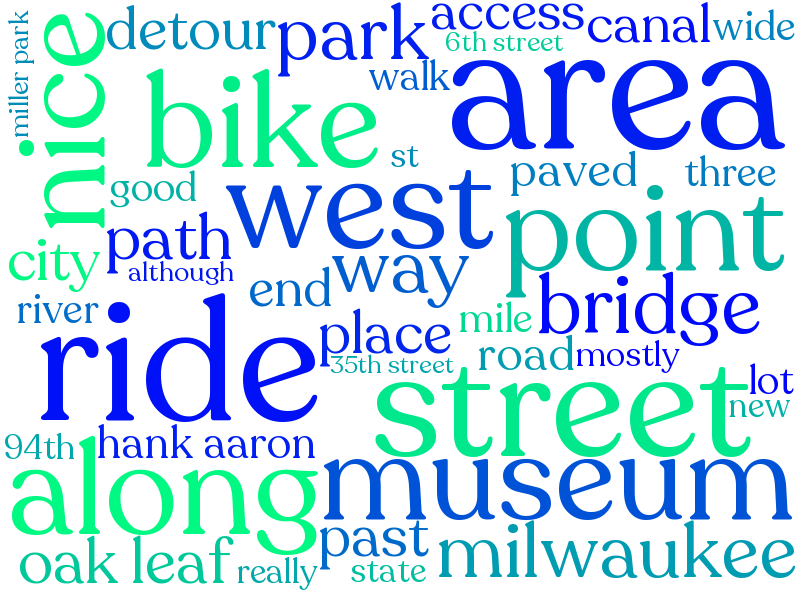 miller park
nice
detour
park
access
6th street
canal
wide
walk
area
bike
st
good
west
paved
three
point
city
path
although
way
end
river
ride
place
mile
bridge
35th street
road
mostly
street
lot
new
94th
hank aaron
along
museum
past
milwaukee
oak leaf
really
state